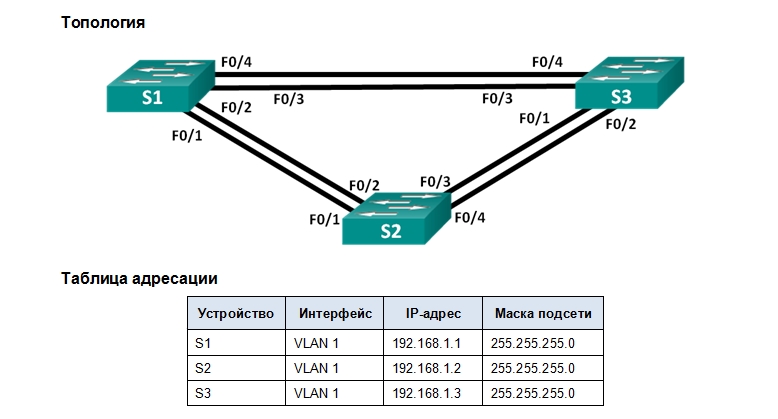 Топология
F0/4 F0/4
S1 F0/3 F0/3 S3
F0/2 F0/1
F0/1 F0/2
F0/2 F0/3
F0/1 F0/4
S2
Таблица адресации
Устройство Интерфейс IP-адрес Маска подсети
S1 VLAN 1 192.168.1.1 255.255.255.0
S2 VLAN 1 192.168.1.2 255.255.255.0
S3 VLAN 1 192.168.1.3 255.255.255.0